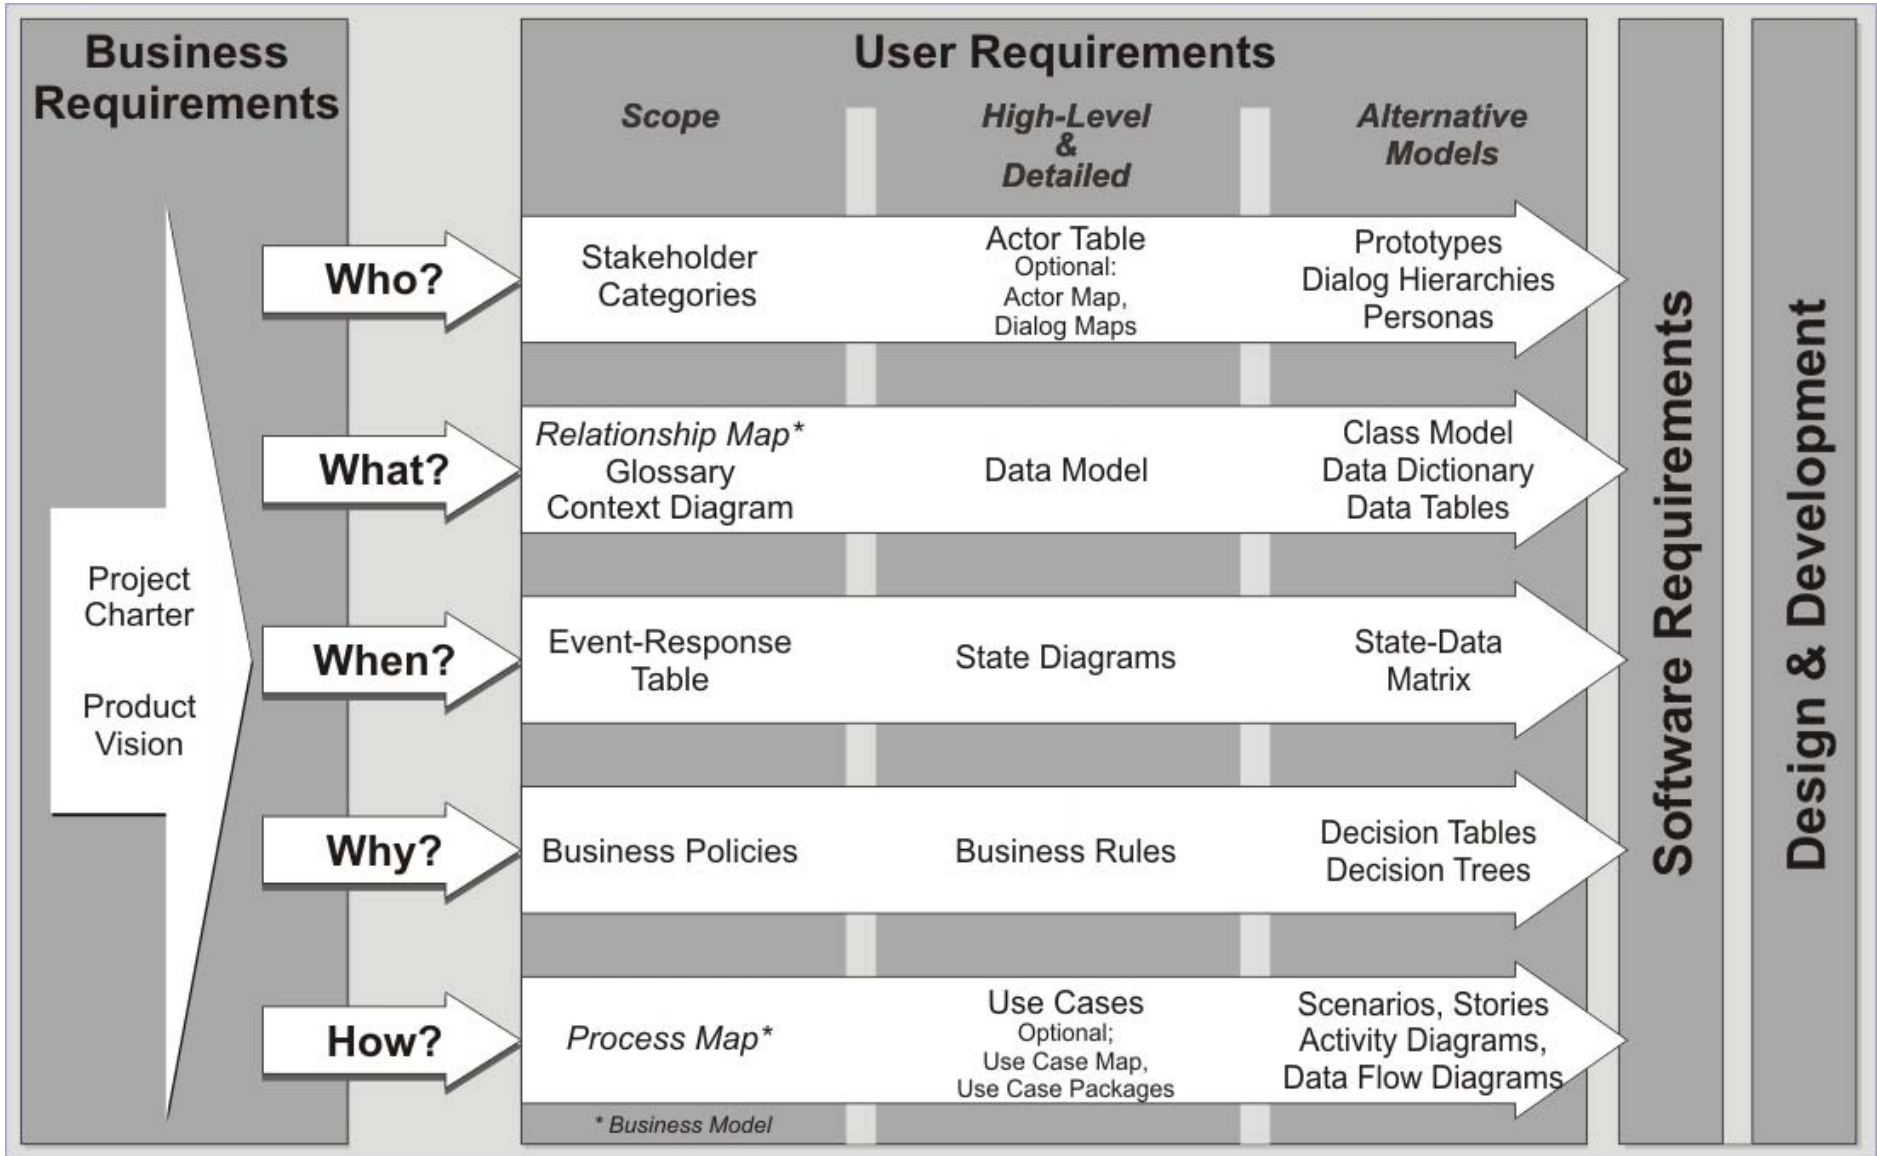 Business
Requirements
Project
Charter
Product
Vision
User Requirements
Scope
High-Level
&
Detailed
Alternative
Models
Who?
Stakeholder
Categories
Actor Table
Optional:
Actor Map,
Dialog Maps
Prototypes
Dialog Hierarchies
Personas
What?
Relationship Map*
Glossary
Context Diagram
Data Model
Class Model
Data Dictionary
Data Tables
When?
Event-Response
Table
State Diagrams
State-Data
Matrix
Why?
Business Policies
Business Rules
Decision Tables
Decision Trees
How?
Process Map*
Use Cases
Optional;
Use Case Map,
Use Case Packages
Scenarios, Stories
Activity Diagrams,
Data Flow Diagrams
* Business Model
Software Requirements
Design & Development